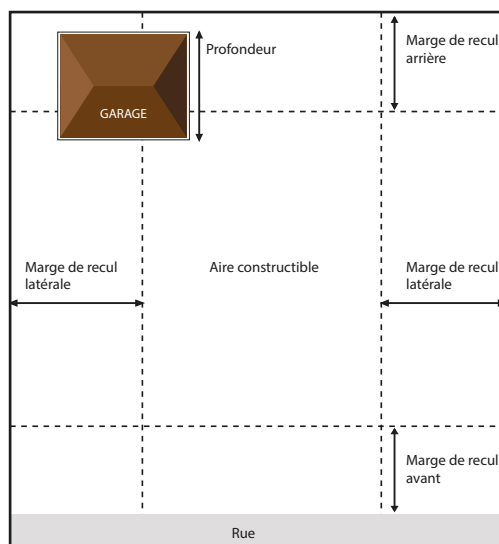 Profondeur
Marge de recul
arrière
GARAGE
Marge de recul
latérale
Aire constructible
Marge de recul
latérale
Marge de recul
avant
Rue